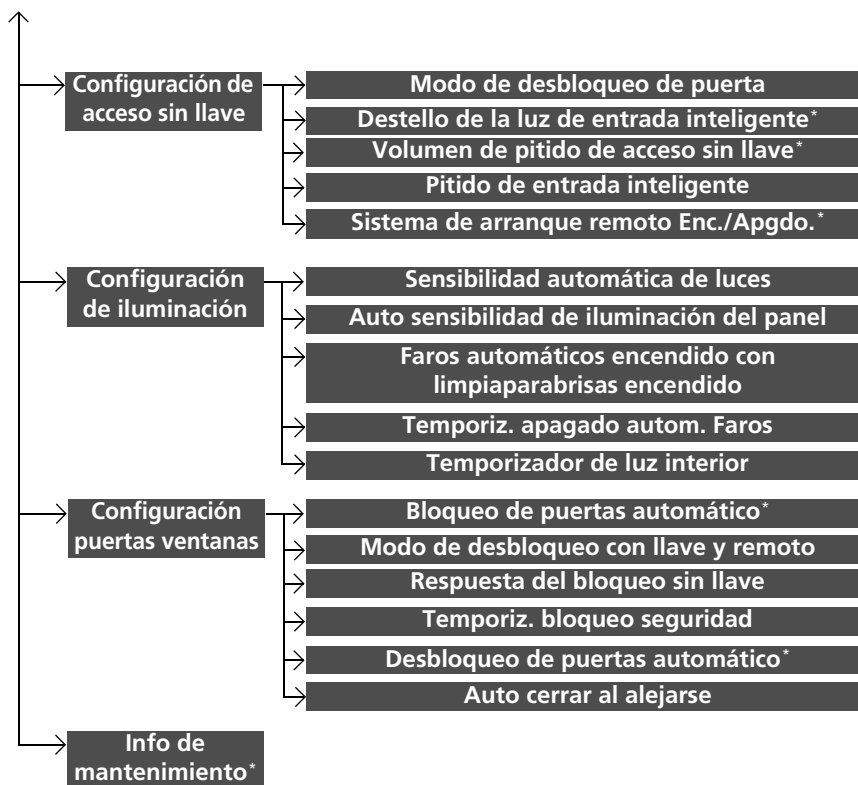 Configuración de
acceso sin llave
Modo de desbloqueo de puerta
Destello de la luz de entrada inteligente*
Volumen de pitido de acceso sin llave*
Pitido de entrada inteligente
Sistema de arranque remoto Enc./Apgdo.*
Configuración
de iluminación
Sensibilidad automática de luces
Auto sensibilidad de iluminación del panel
Faros automáticos encendido con
limpiaparabrisas encendido
Temporiz. apagado autom. Faros
Temporizador de luz interior
Configuración
puertas ventanas
Bloqueo de puertas automático*
Modo de desbloqueo con llave y remoto
Respuesta del bloqueo sin llave
Temporiz. bloqueo seguridad
Desbloqueo de puertas automático*
Auto cerrar al alejarse
Info de
mantenimiento*